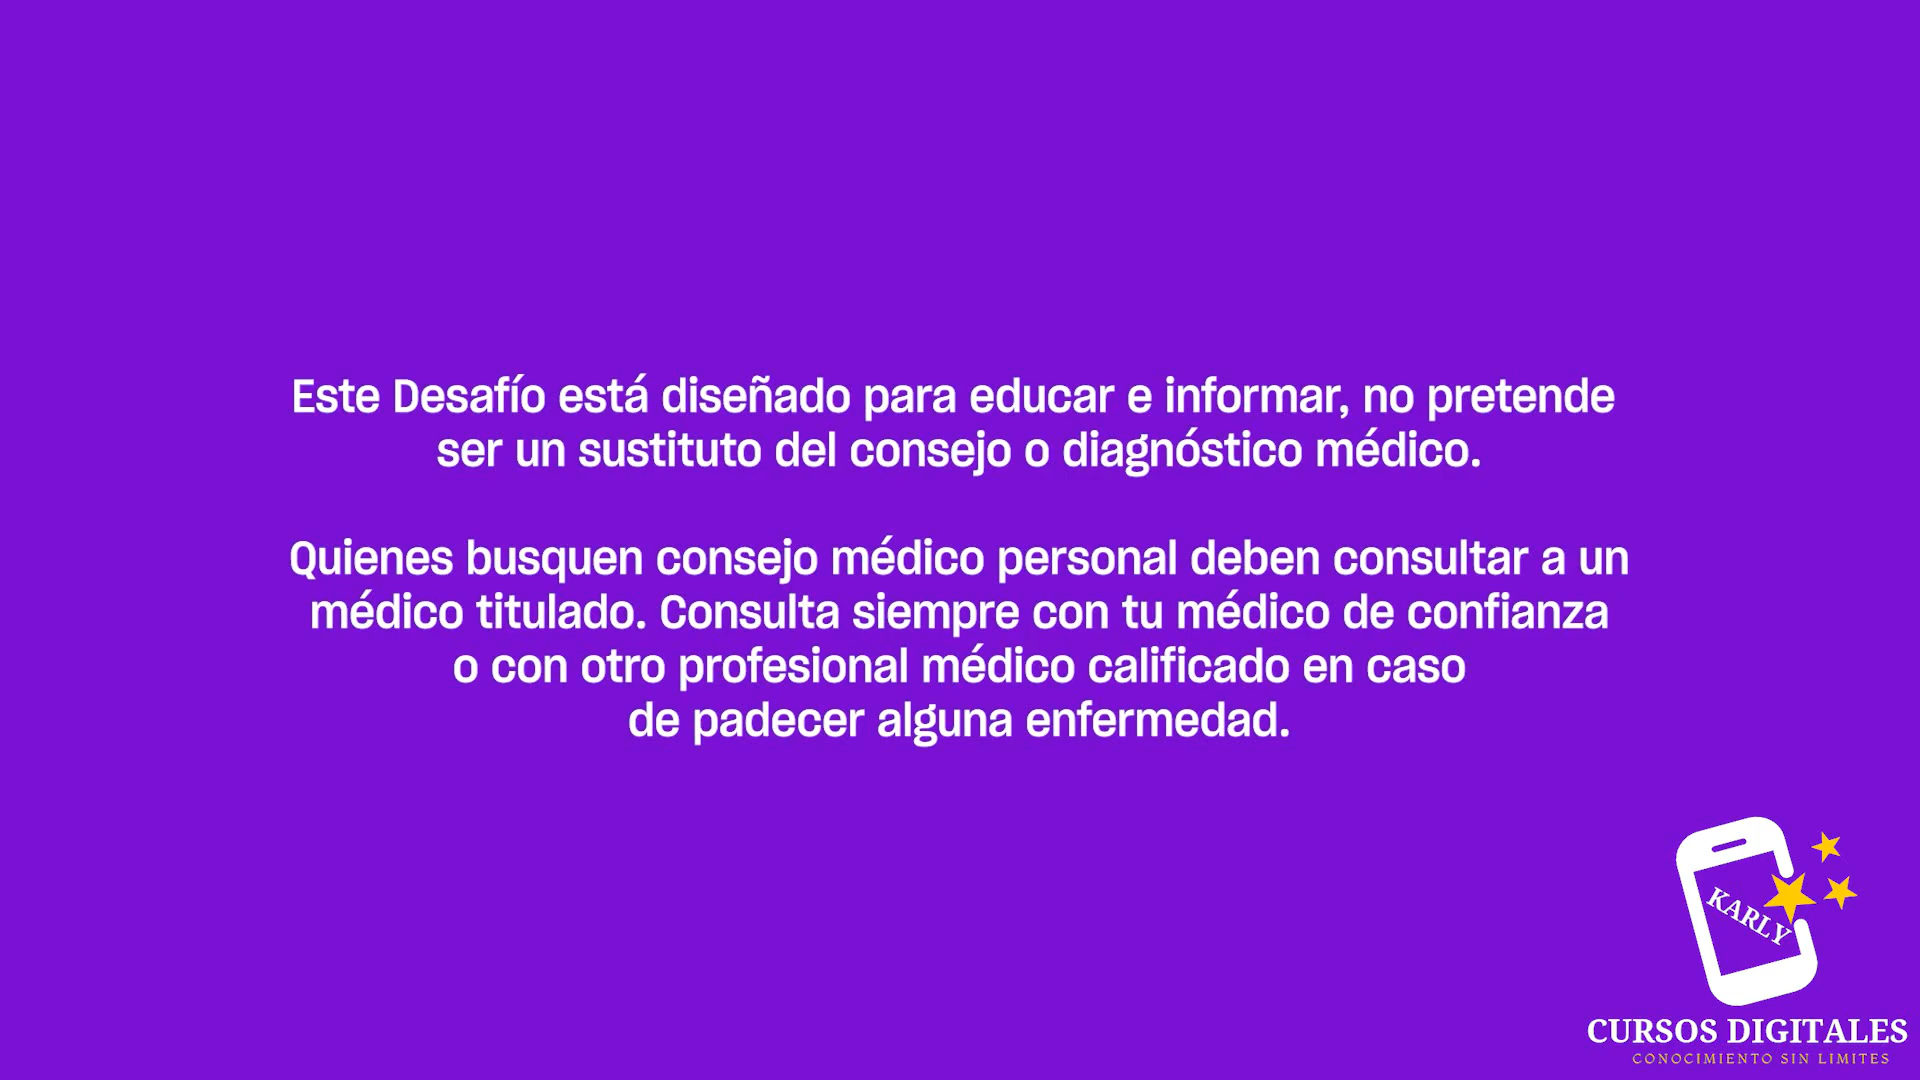 Este Desafío está diseñado para educar e informar, no pretende
ser un sustituto del consejo o diagnóstico médico.
Quienes busquen consejo médico personal deben consultar a un
médico titulado. Consulta siempre con tu médico de confianza
o con otro profesional médico calificado en caso
de padecer alguna enfermedad.
KARLY
CURSOS DIGITALES
CONOCIMIENTO SIN LIMITES